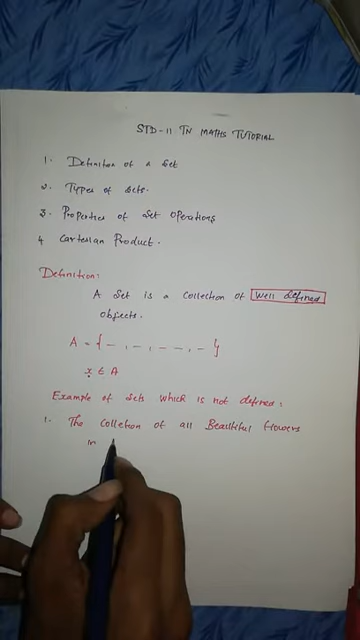 STD-11 TN MATHS TUTORIAL
1. Definition of a Set
2. Types of Sets.
3. Properties of Set Operations
4 Cartesian Product.
Definition:
A Set is a Collection of Well defined
Objects.
A = { - , - , - - , - }
x ∈ A
Example of Sets which is not defined:
1. The Colletion of all Beautiful flowers
in